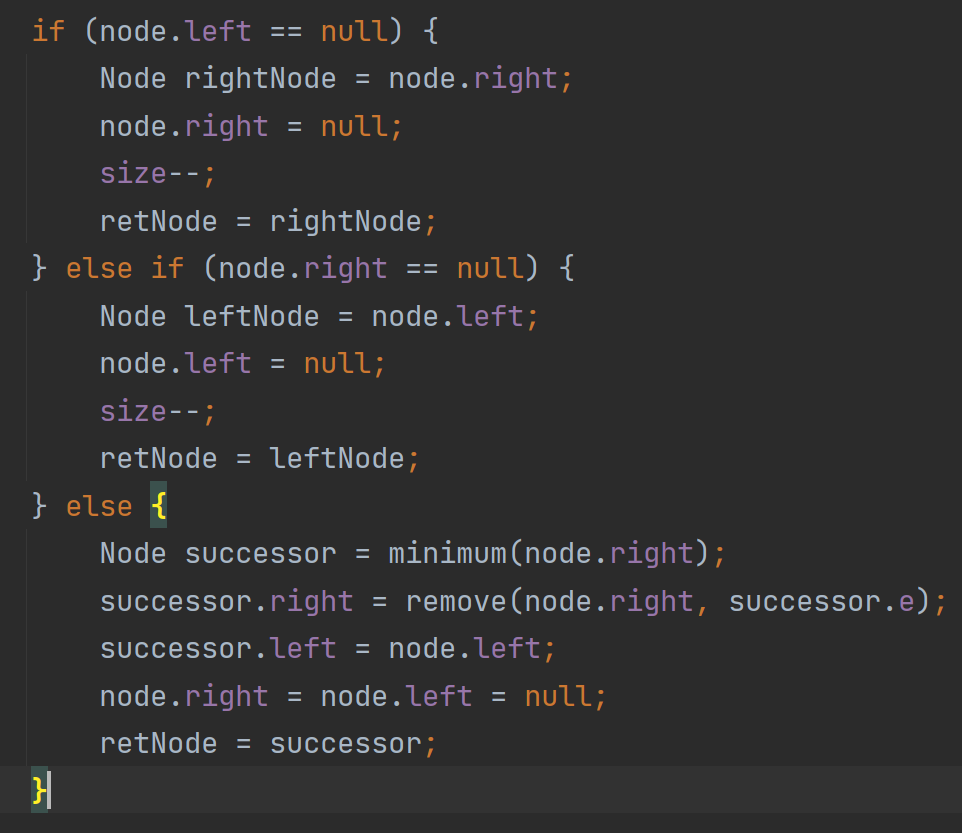 if (node.left == null) {
    Node rightNode = node.right;
    node.right = null;
    size--;
    retNode = rightNode;
} else if (node.right == null) {
    Node leftNode = node.left;
    node.left = null;
    size--;
    retNode = leftNode;
} else {
    Node successor = minimum(node.right);
    successor.right = remove(node.right, successor.e);
    successor.left = node.left;
    node.right = node.left = null;
    retNode = successor;
}